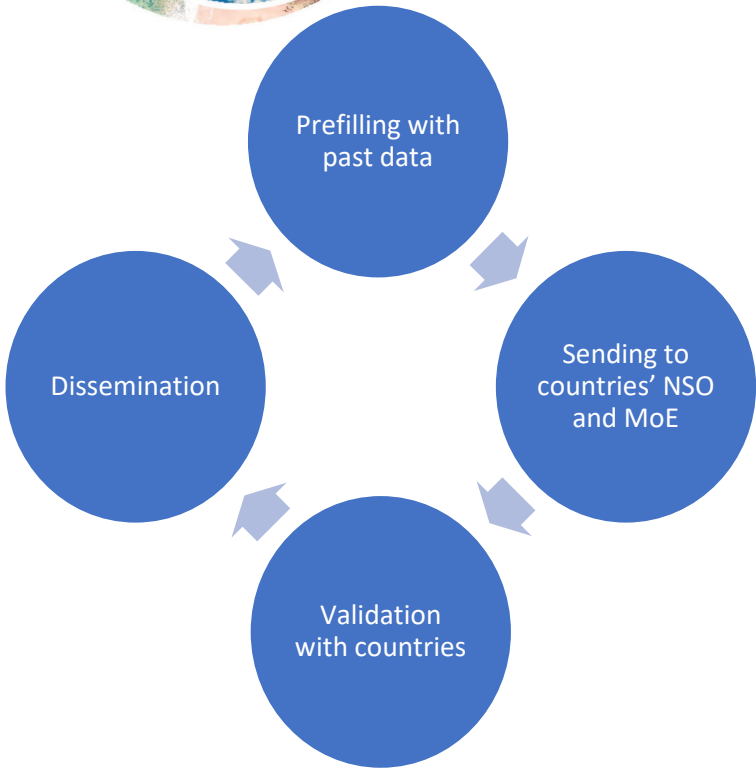 Prefilling with
past data
Sending to
countries’ NSO
and MoE
Validation
with countries
Dissemination